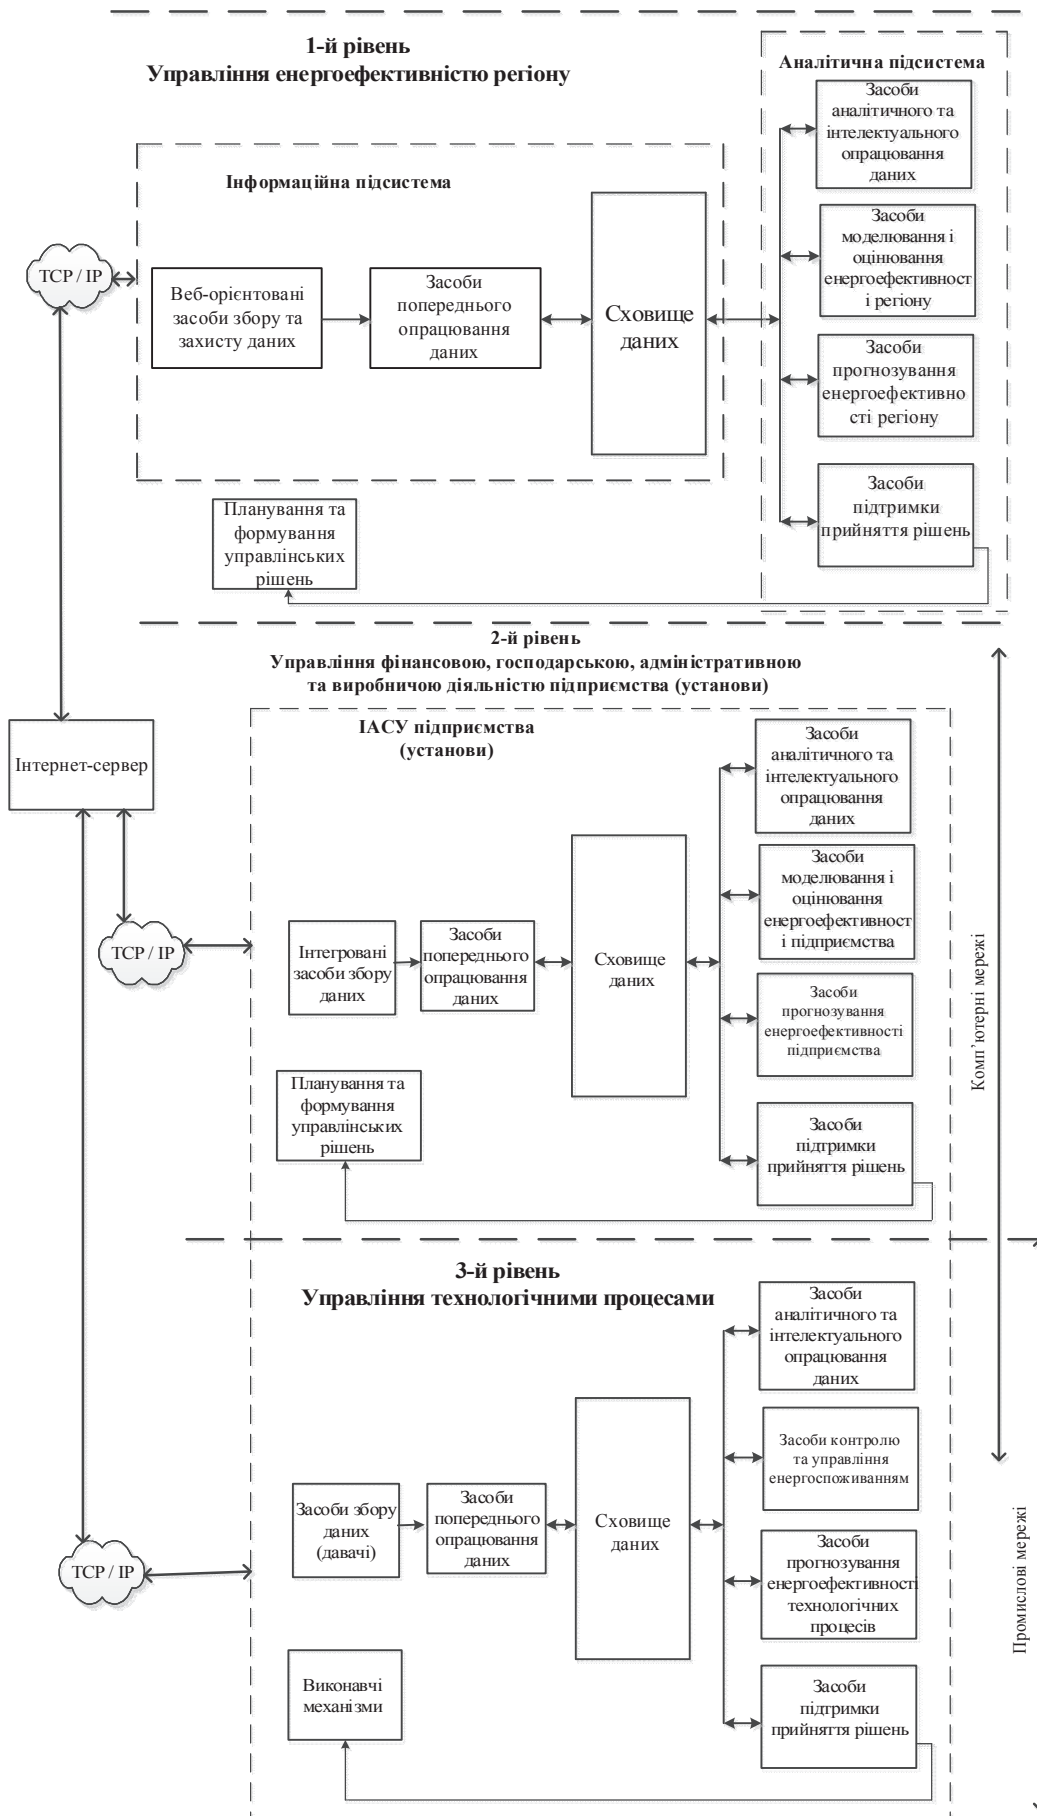 1-й рівень
Управління енергоефективністю регіону
Аналітична підсистема
Засоби
аналітичного та
інтелектуального
опрацювання
даних
Інформаційна підсистема
Засоби
моделювання і
оцінювання
енергоефективност
і регіону
TCP / IP
Веб-орієнтовані
засоби збору та
захисту даних
Засоби
попереднього
опрацювання
даних
Сховище
даних
Засоби
прогнозування
енергоефективно
сті регіону
Засоби
підтримки
прийняття рішень
Планування та
формування
управлінських
рішень
2-й рівень
Управління фінансовою, господарською, адміністративною
та виробничою діяльністю підприємства (установи)
ІАСУ підприємства
(установи)
Інтернет-сервер
Засоби
аналітичного та
інтелектуального
опрацювання
даних
Засоби
моделювання і
оцінювання
енергоефективност
і підприємства
TCP / IP
Інтегровані
засоби збору
даних
Засоби
попереднього
опрацювання
даних
Сховище
даних
Засоби
прогнозування
енергоефективності
підприємства
Комп’ютерні мережі
Планування та
формування
управлінських
рішень
Засоби
підтримки
прийняття рішень
3-й рівень
Управління технологічними процесами
Засоби
аналітичного та
інтелектуального
опрацювання
даних
Засоби контролю
та управління
енергоспоживанням
TCP / IP
Засоби збору
даних
(давачі)
Засоби
попереднього
опрацювання
даних
Сховище
даних
Засоби
прогнозування
енергоефективності
технологічних
процесів
Промислові мережі
Виконавчі
механізми
Засоби
підтримки
прийняття рішень